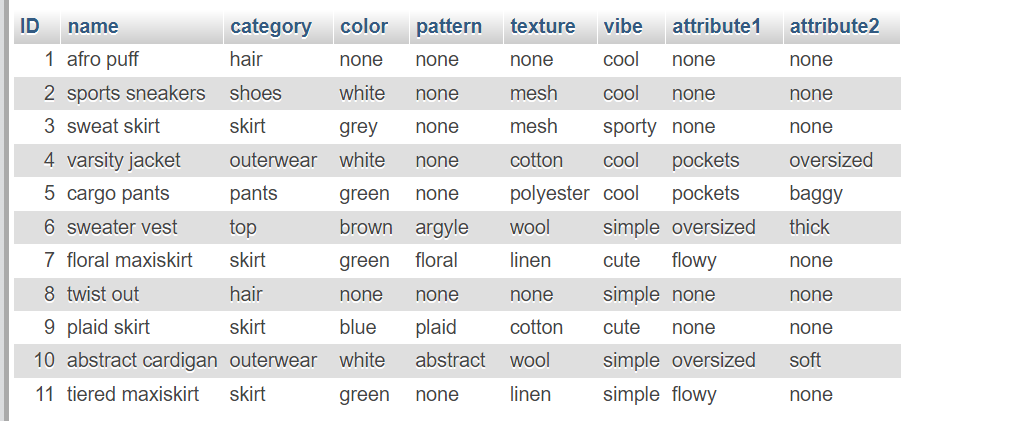 ID name category color pattern texture vibe attribute1 attribute2
1 afro puff hair none none none cool none none
2 sports sneakers shoes white none mesh cool none none
3 sweat skirt skirt grey none mesh sporty none none
4 varsity jacket outerwear white none cotton cool pockets oversized
5 cargo pants pants green none polyester cool pockets baggy
6 sweater vest top brown argyle wool simple oversized thick
7 floral maxiskirt skirt green floral linen cute flowy none
8 twist out hair none none none simple none none
9 plaid skirt skirt blue plaid cotton cute none none
10 abstract cardigan outerwear white abstract wool simple oversized soft
11 tiered maxiskirt skirt green none linen simple flowy none